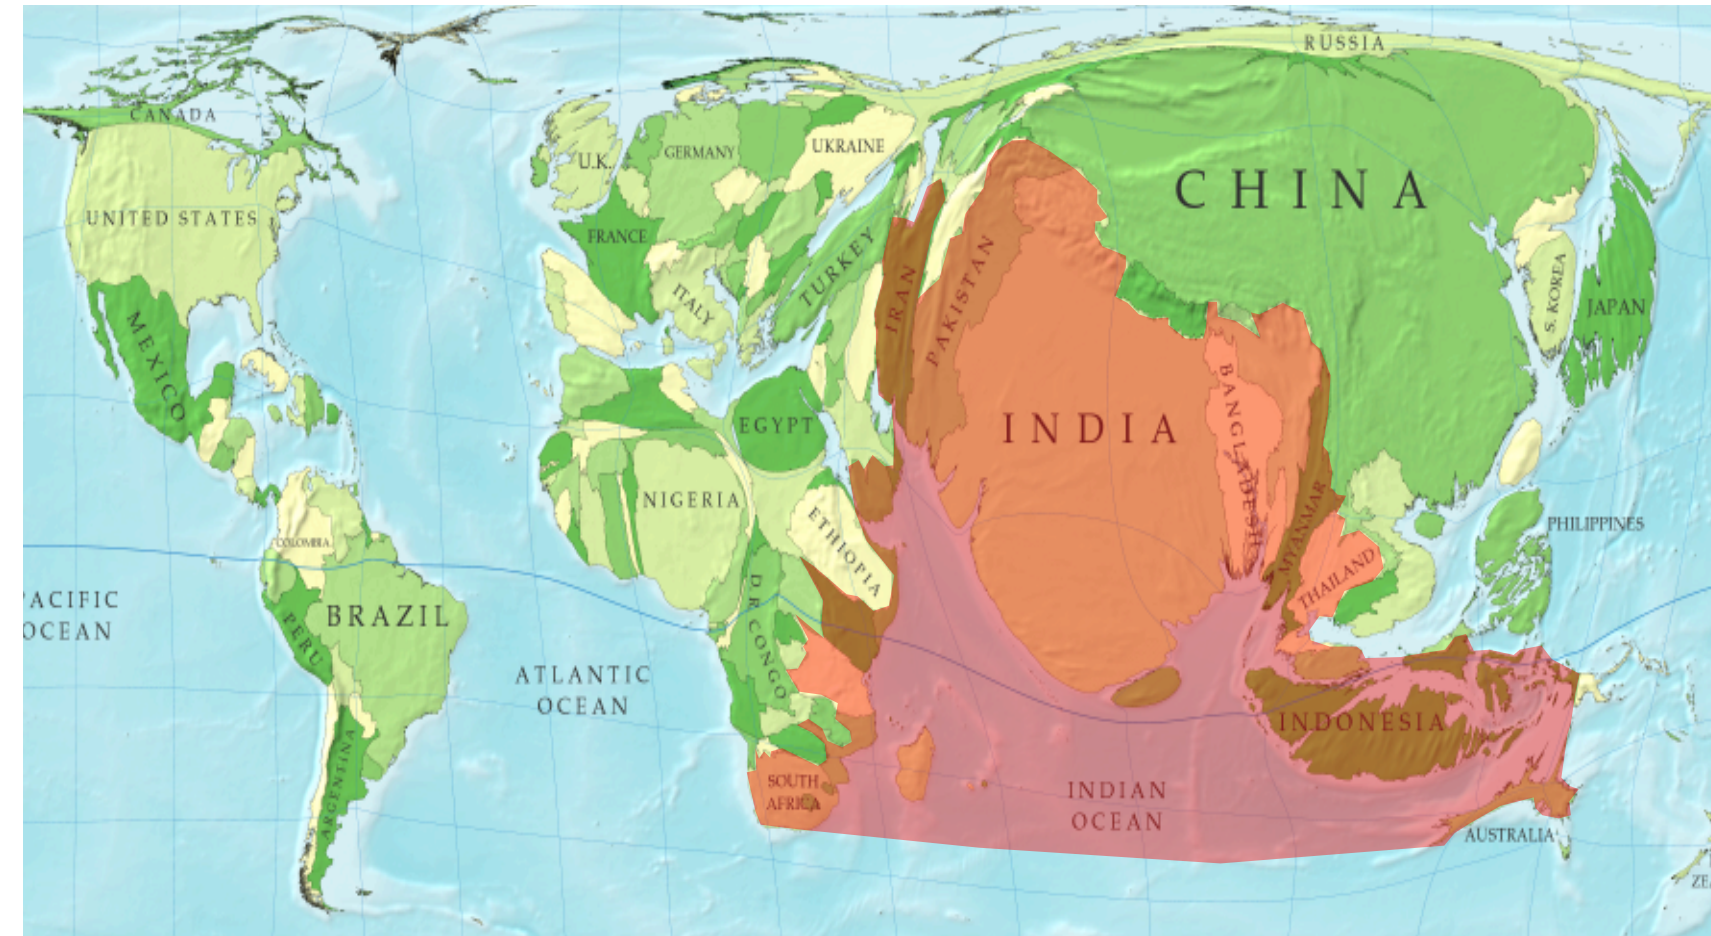 RUSSIA
CANADA
U.K.
GERMANY
UKRAINE
CHINA
UNITED STATES
FRANCE
TURKEY
ITALY
IRAN
PAKISTAN
S. KOREA
JAPAN
MEXICO
EGYPT
INDIA
BANGLADESH
NIGERIA
ETHIOPIA
MYANMAR
PHILIPPINES
COLOMBIA
THAILAND
D R CONGO
PACIFIC
OCEAN
BRAZIL
PERU
ATLANTIC
OCEAN
INDONESIA
ARGENTINA
SOUTH
AFRICA
INDIAN
OCEAN
AUSTRALIA